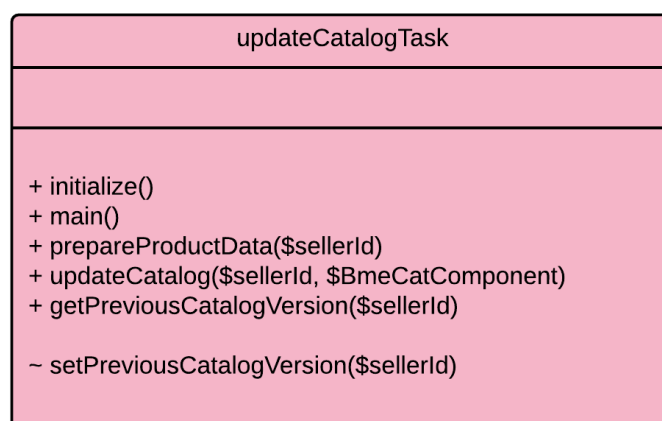 updateCatalogTask
+ initialize()
+ main()
+ prepareProductData($sellerId)
+ updateCatalog($sellerId, $BmeCatComponent)
+ getPreviousCatalogVersion($sellerId)
~ setPreviousCatalogVersion($sellerId)